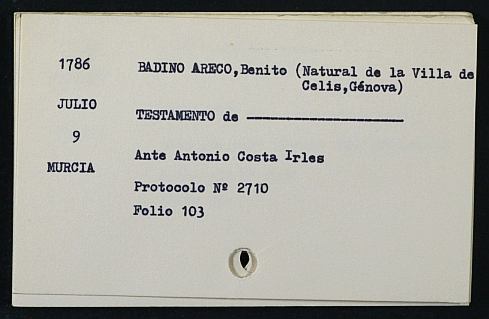 1786
BADINO ARECO,Benito (Natural de la Villa de
Celis,Génova)
JULIO
TESTAMENTO de --------------------
9
Ante Antonio Costa Irles
MURCIA
Protocolo Nº 2710
Folio 103